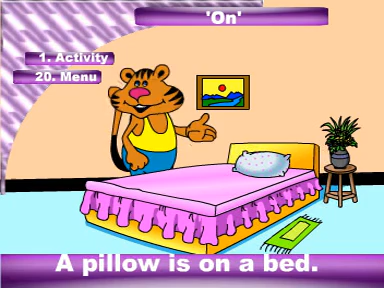 'On'
1. Activity
20. Menu
A pillow is on a bed.